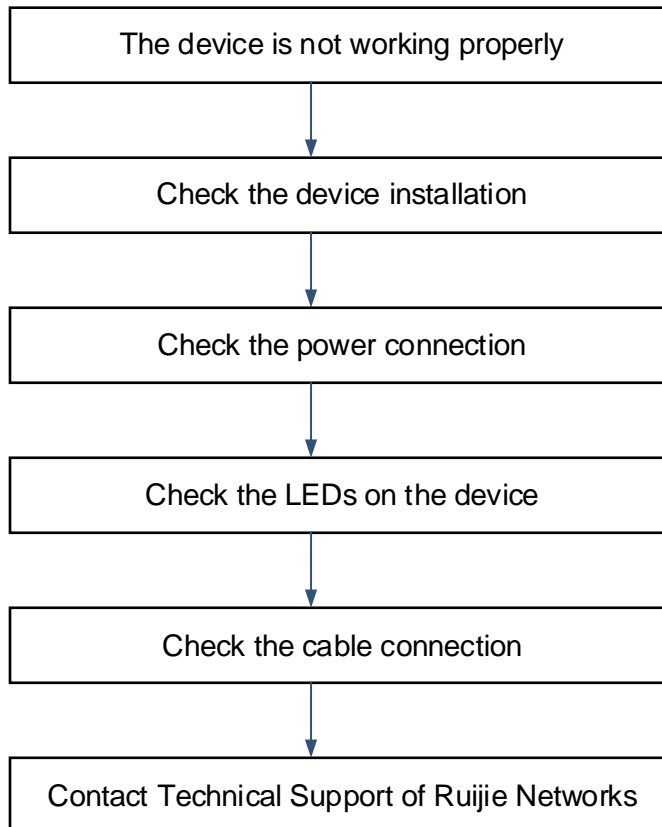 The device is not working properly
Check the device installation
Check the power connection
Check the LEDs on the device
Check the cable connection
Contact Technical Support of Ruijie Networks